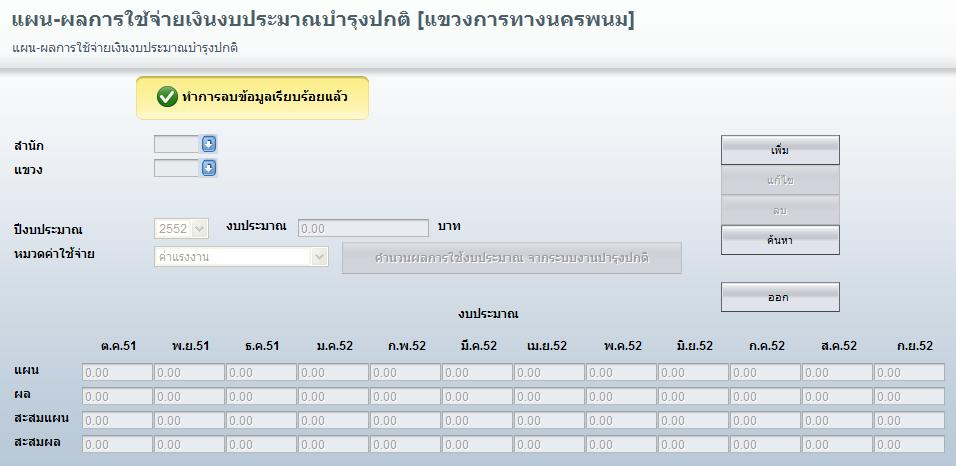 แผน-ผลการใช้จ่ายเงินงบประมาณบำรุงปกติ [แขวงการทางนครพนม]
แผน-ผลการใช้จ่ายเงินงบประมาณบำรุงปกติ
ทำการลบข้อมูลเรียบร้อยแล้ว
สำนัก
แขวง
เพิ่ม
แก้ไข
ลบ
ค้นหา
ออก
ปีงบประมาณ 2552 งบประมาณ 0.00 บาท
หมวดค่าใช้จ่าย ค่าแรงงาน คำนวนผลการใช้งบประมาณ จากระบบงานบำรุงปกติ
งบประมาณ
ต.ค.51 พ.ย.51 ธ.ค.51 ม.ค.52 ก.พ.52 มี.ค.52 เม.ย.52 พ.ค.52 มิ.ย.52 ก.ค.52 ส.ค.52 ก.ย.52
แผน 0.00 0.00 0.00 0.00 0.00 0.00 0.00 0.00 0.00 0.00 0.00 0.00
ผล 0.00 0.00 0.00 0.00 0.00 0.00 0.00 0.00 0.00 0.00 0.00 0.00
สะสมแผน 0.00 0.00 0.00 0.00 0.00 0.00 0.00 0.00 0.00 0.00 0.00 0.00
สะสมผล 0.00 0.00 0.00 0.00 0.00 0.00 0.00 0.00 0.00 0.00 0.00 0.00